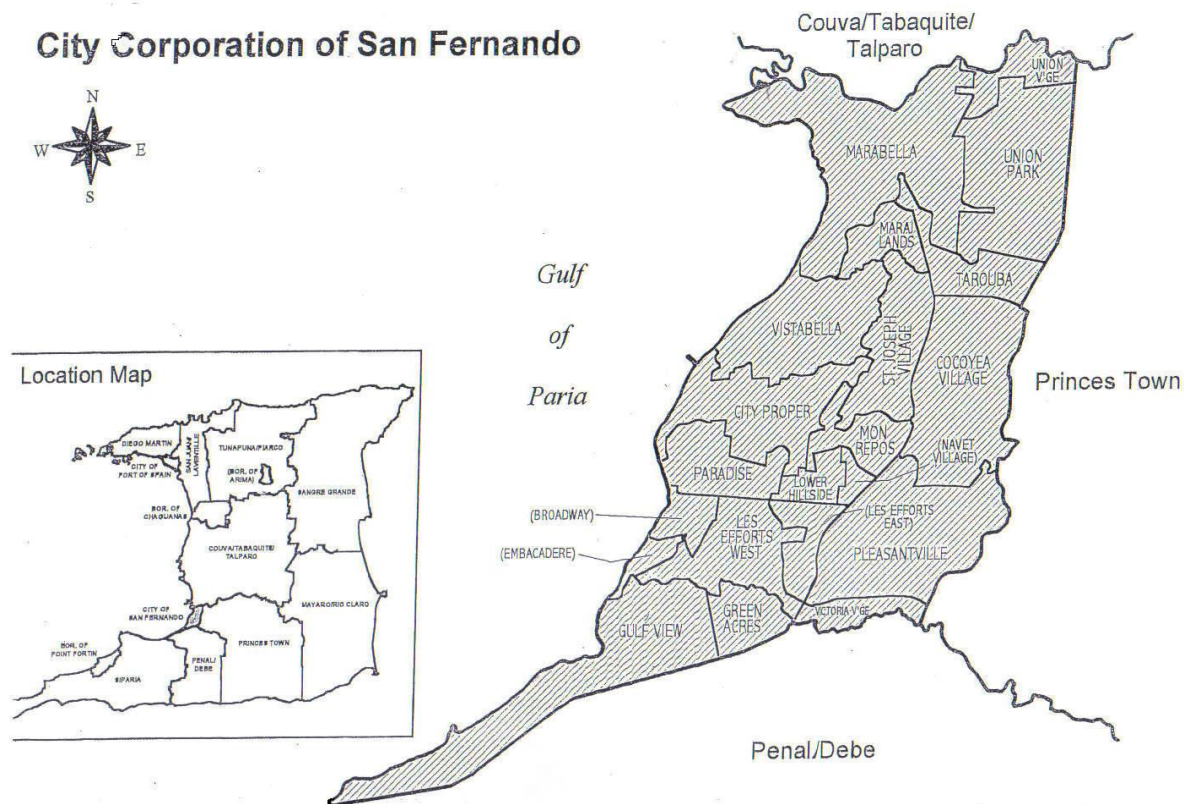 City Corporation of San Fernando
N
W
E
S
Couva/Tabaquite/
Talparo
UNION
V'GE
MARABELLA
UNION
PARK
MARAJ
LANDS
TAROUBA
Gulf
of
Paria
VISTABELLA
ST. JOSEPH
VILLAGE
COCOYEA
VILLAGE
Princes Town
CITY PROPER
MON
REPOS
(NAVET
VILLAGE)
PARADISE
LOWER
HILLSIDE
(BROADWAY)
LES
EFFORTS
WEST
(LES EFFORTS
EAST)
(EMBACADERE)
PLEASANTVILLE
GREEN
ACRES
VICTORIA V'GE
GULF VIEW
Penal/Debe
Location Map
DIEGO MARTIN
SAN JUAN/
LAVENTILLE
TUNAPUNA/PIARCO
CITY OF
PORT OF SPAIN
(BOR. OF
ARIMA)
SANGRE GRANDE
BOR. OF
CHAGUANAS
COUVA/TABAQUITE/
TALPARO
CITY OF
SAN FERNANDO
MAYARO/RIO CLARO
BOR. OF
POINT FORTIN
PRINCES TOWN
PENAL/
DEBE
SIPARIA